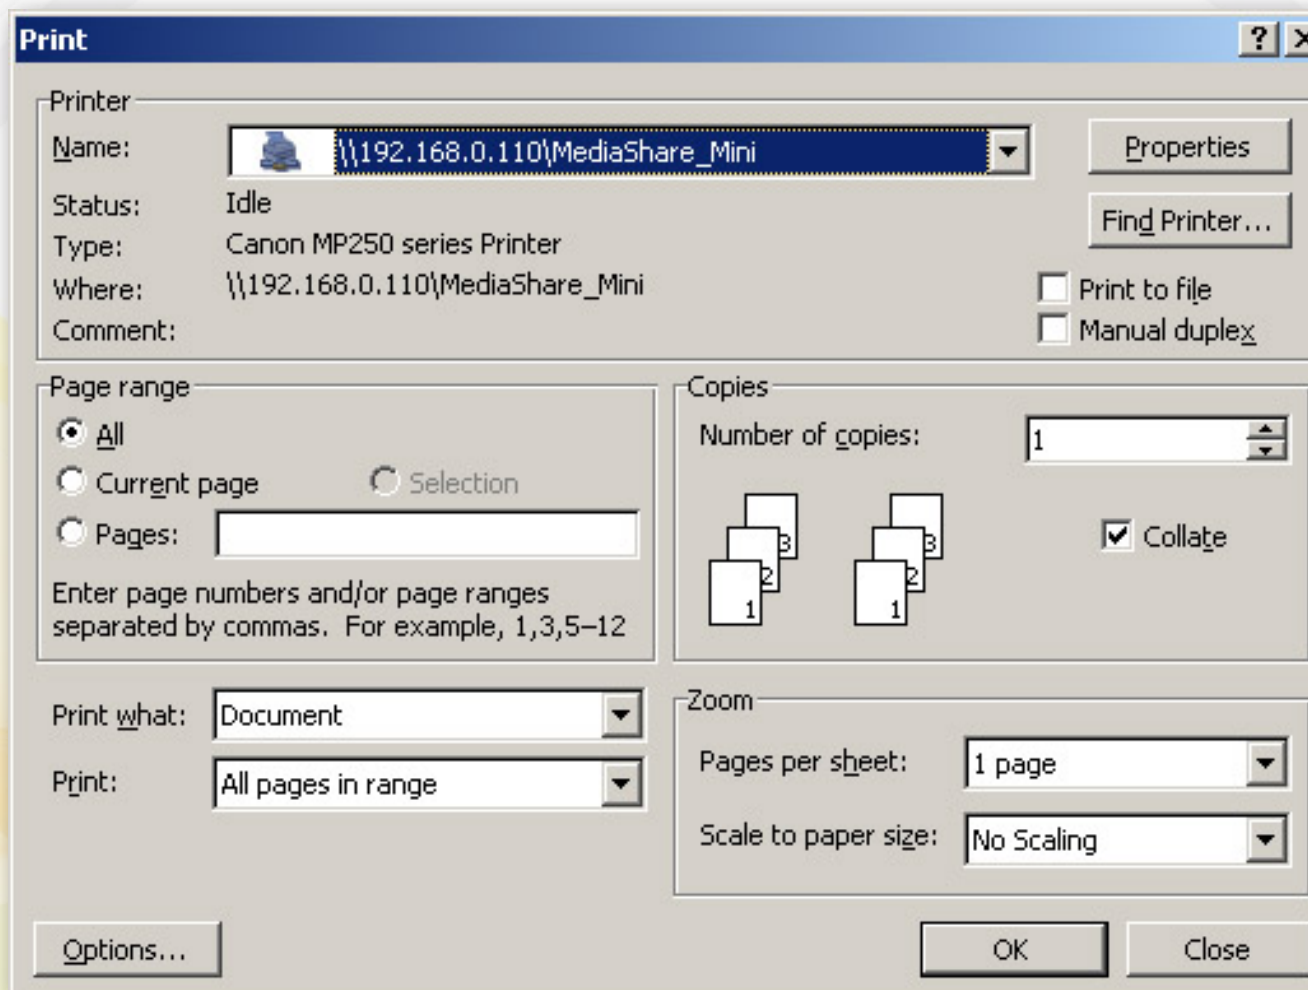 Print
Printer
Name: \\192.168.0.110\MediaShare_Mini Properties
Status: Idle Find Printer...
Type: Canon MP250 series Printer
Where: \\192.168.0.110\MediaShare_Mini Print to file
Comment: Manual duplex
Page range
All
Current page Selection
Pages:
Enter page numbers and/or page ranges
separated by commas. For example, 1,3,5–12
Copies
Number of copies: 1
3 3
2 2
1 1
Collate
Print what: Document
Print: All pages in range
Zoom
Pages per sheet: 1 page
Scale to paper size: No Scaling
Options... OK Close